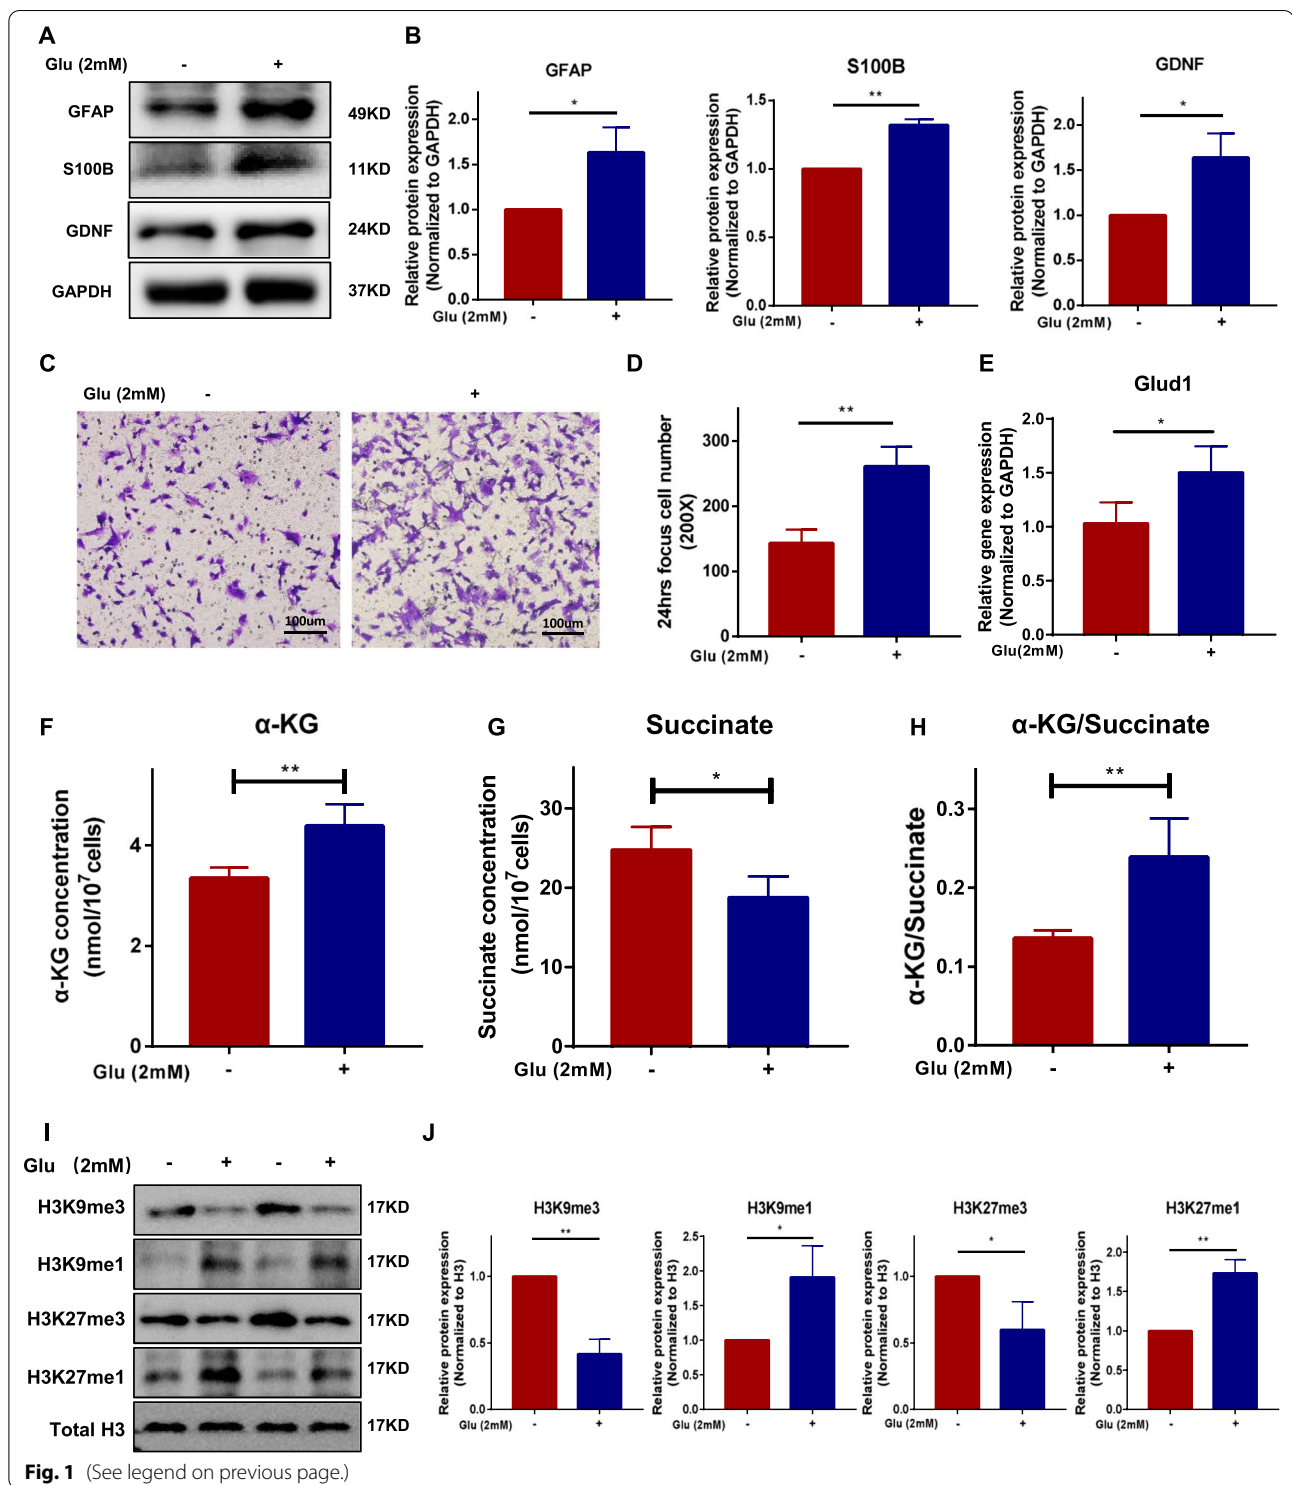 A
Glu (2mM) - +
GFAP 49KD
S100B 11KD
GDNF 24KD
GAPDH 37KD
B
GFAP
Relative protein expression
(Normalized to GAPDH)
2.0
1.5
1.0
0.5
0.0
*
Glu (2mM) - +
S100B
Relative protein expression
(Normalized to GAPDH)
1.5
1.0
0.5
0.0
**
Glu (2mM) - +
GDNF
Relative protein expression
(Normalized to GAPDH)
2.0
1.5
1.0
0.5
0.0
*
Glu (2mM) - +
C
Glu (2mM) - +
100um
100um
D
24hrs focus cell number
(200X)
300
200
100
0
**
Glu (2mM) - +
E
Glud1
Relative gene expression
(Normalized to GAPDH)
2.0
1.5
1.0
0.5
0.0
*
Glu(2mM) - +
F
α-KG
α-KG concentration
(nmol/10⁷cells)
4
2
0
**
Glu (2mM) - +
G
Succinate
Succinate concentration
(nmol/10⁷cells)
30
20
10
0
*
Glu (2mM) - +
H
α-KG/Succinate
α-KG/Succinate
0.3
0.2
0.1
0.0
**
Glu (2mM) - +
I
Glu (2mM) - + - +
H3K9me3 17KD
H3K9me1 17KD
H3K27me3 17KD
H3K27me1 17KD
Total H3 17KD
J
H3K9me3
Relative protein expression
(Normalized to H3)
1.0
0.5
0.0
**
Glu (2mM) - +
H3K9me1
Relative protein expression
(Normalized to H3)
2.5
2.0
1.5
1.0
0.5
0.0
*
Glu (2mM) - +
H3K27me3
Relative protein expression
(Normalized to H3)
1.0
0.5
0.0
*
Glu (2mM) - +
H3K27me1
Relative protein expression
(Normalized to H3)
2.0
1.5
1.0
0.5
0.0
**
Glu (2mM) - +
Fig. 1 (See legend on previous page.)